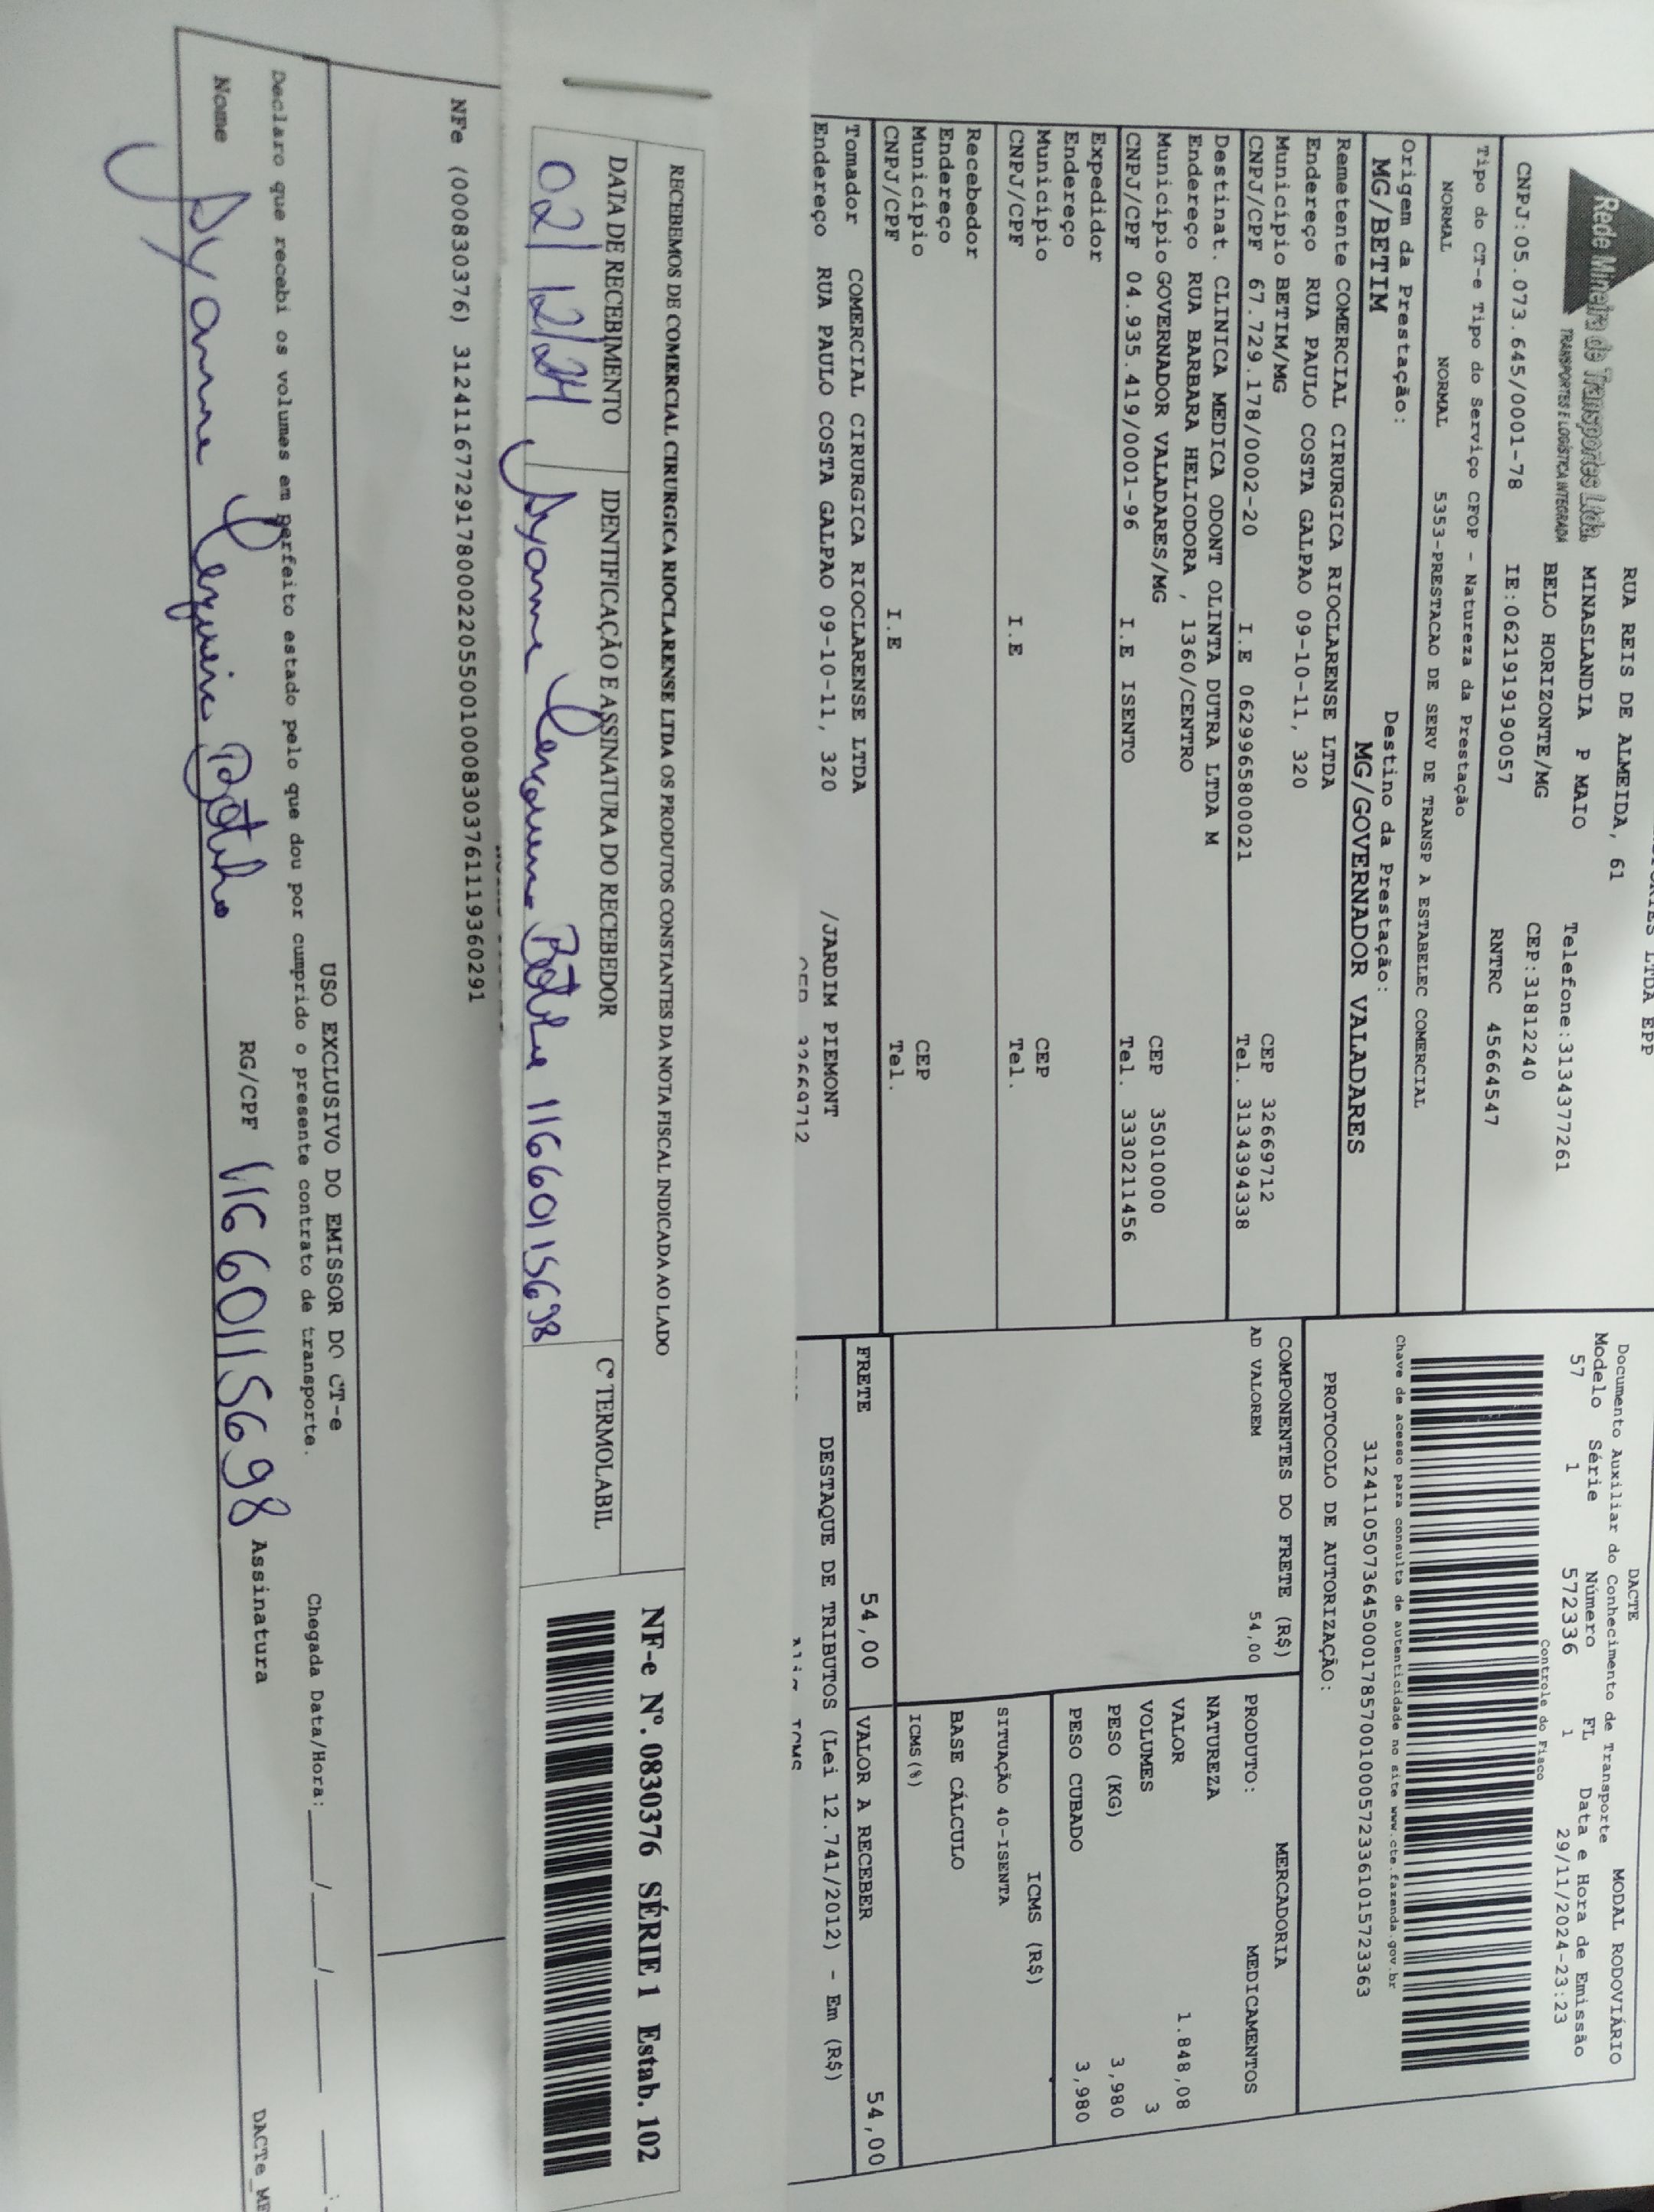 Rede Mineira de Transportes Ltda.
TRANSPORTES E LOGÍSTICA INTEGRADA
LTDA EPP
RUA REIS DE ALMEIDA, 61
MINASLANDIA P MAIO Telefone:3134377261
BELO HORIZONTE/MG CEP:31812240
CNPJ:05.073.645/0001-78 IE:0621919190057 RNTRC 45664547
Tipo do CT-e Tipo do Serviço CFOP - Natureza da Prestação
NORMAL NORMAL 5353-PRESTACAO DE SERV DE TRANSP A ESTABELEC COMERCIAL
Origem da Prestação: Destino da Prestação:
MG/BETIM MG/GOVERNADOR VALADARES
Remetente COMERCIAL CIRURGICA RIOCLARENSE LTDA
Endereço RUA PAULO COSTA GALPAO 09-10-11, 320
Município BETIM/MG CEP 32669712
CNPJ/CPF 67.729.178/0002-20 I.E 0629965800021 Tel. 3134394338
Destinat. CLINICA MEDICA ODONT OLINTA DUTRA LTDA M
Endereço RUA BARBARA HELIODORA , 1360/CENTRO
Município GOVERNADOR VALADARES/MG CEP 35010000
CNPJ/CPF 04.935.419/0001-96 I.E ISENTO Tel. 3330211456
Expedidor
Endereço
Município CEP
CNPJ/CPF I.E Tel.
Recebedor
Endereço
Município CEP
CNPJ/CPF I.E Tel.
Tomador COMERCIAL CIRURGICA RIOCLARENSE LTDA
Endereço RUA PAULO COSTA GALPAO 09-10-11, 320 /JARDIM PIEMONT
CEP 32669712
DACTE MODAL RODOVIÁRIO
Documento Auxiliar do Conhecimento de Transporte
Modelo Série Número FL Data e Hora de Emissão
57 1 572336 1 29/11/2024-23:23
Controle do Fisco
Chave de acesso para consulta de autenticidade no site www.cte.fazenda.gov.br
31241105073645000178570010005723361015723363
PROTOCOLO DE AUTORIZAÇÃO:
COMPONENTES DO FRETE (R$)
AD VALOREM 54,00
MERCADORIA
PRODUTO: MEDICAMENTOS
NATUREZA
VALOR 1.848,08
VOLUMES 3
PESO (KG) 3,980
PESO CUBADO 3,980
ICMS (R$)
SITUAÇÃO 40-ISENTA
BASE CÁLCULO
ICMS(%)
FRETE 54,00 VALOR A RECEBER 54,00
DESTAQUE DE TRIBUTOS (Lei 12.741/2012) - Em (R$)
RECEBEMOS DE COMERCIAL CIRURGICA RIOCLARENSE LTDA OS PRODUTOS CONSTANTES DA NOTA FISCAL INDICADA AO LADO
DATA DE RECEBIMENTO IDENTIFICAÇÃO E ASSINATURA DO RECEBEDOR Cº TERMOLABIL
02/12/24 Botelho 11660115698
NF-e Nº. 0830376 SÉRIE 1 Estab. 102
NFe (000830376) 31241167729178000220550010008303761119360291
USO EXCLUSIVO DO EMISSOR DO CT-e
Declaro que recebi os volumes em perfeito estado pelo que dou por cumprido o presente contrato de transporte.
Chegada Data/Hora:____/____/____ __:
Nome Botelho RG/CPF 11660115698 Assinatura